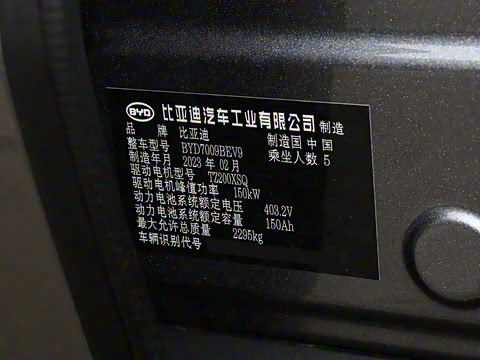 BYD 比亚迪汽车工业有限公司 制造
品牌 比亚迪 制造国 中国
整车型号 BYD7009BEV9 乘坐人数 5
制造年月 2023 年 02 月
驱动电机型号 TZ200XSQ
驱动电机峰值功率 150kW
动力电池系统额定电压 403.2V
动力电池系统额定容量 150Ah
最大允许总质量 2295kg
车辆识别代号